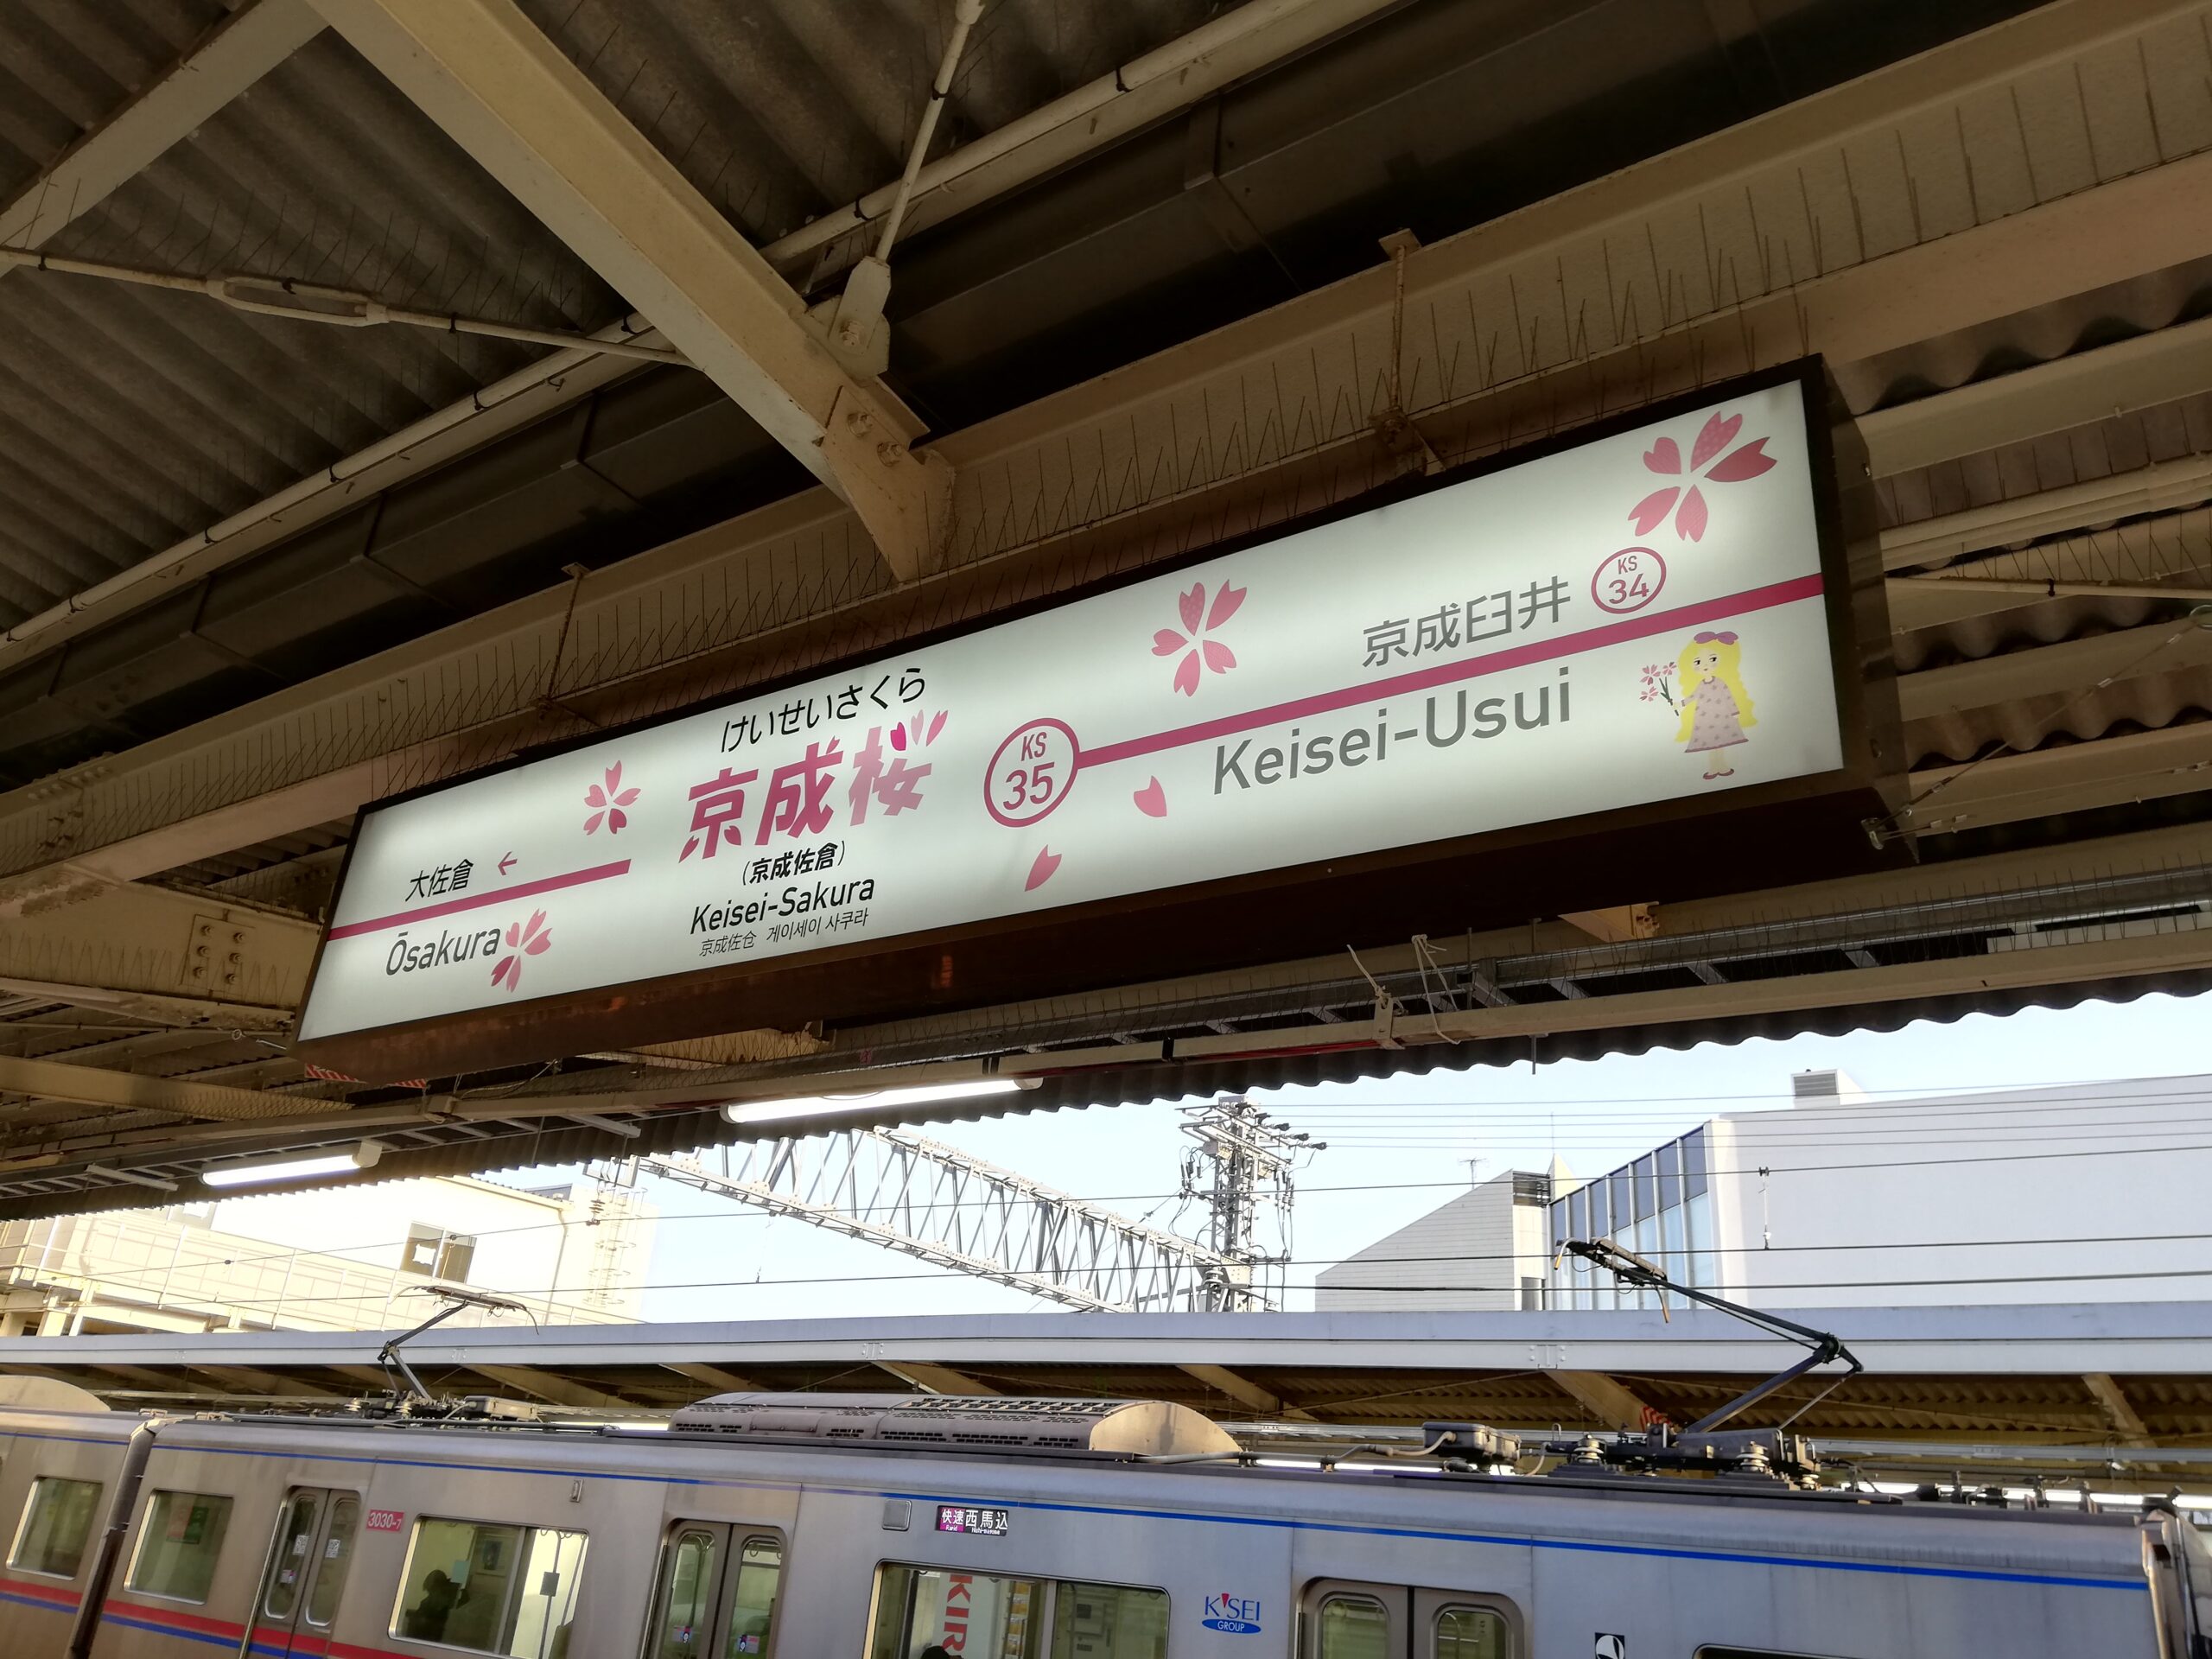 けいせいさくら
京成桜
(京成佐倉)
Keisei-Sakura
京成佐仓 게이세이 사쿠라
大佐倉 ←
Ōsakura
KS
35
京成臼井
KS
34
Keisei-Usui
3030-7
快速 西馬込
K'SEI
GROUP
KIR